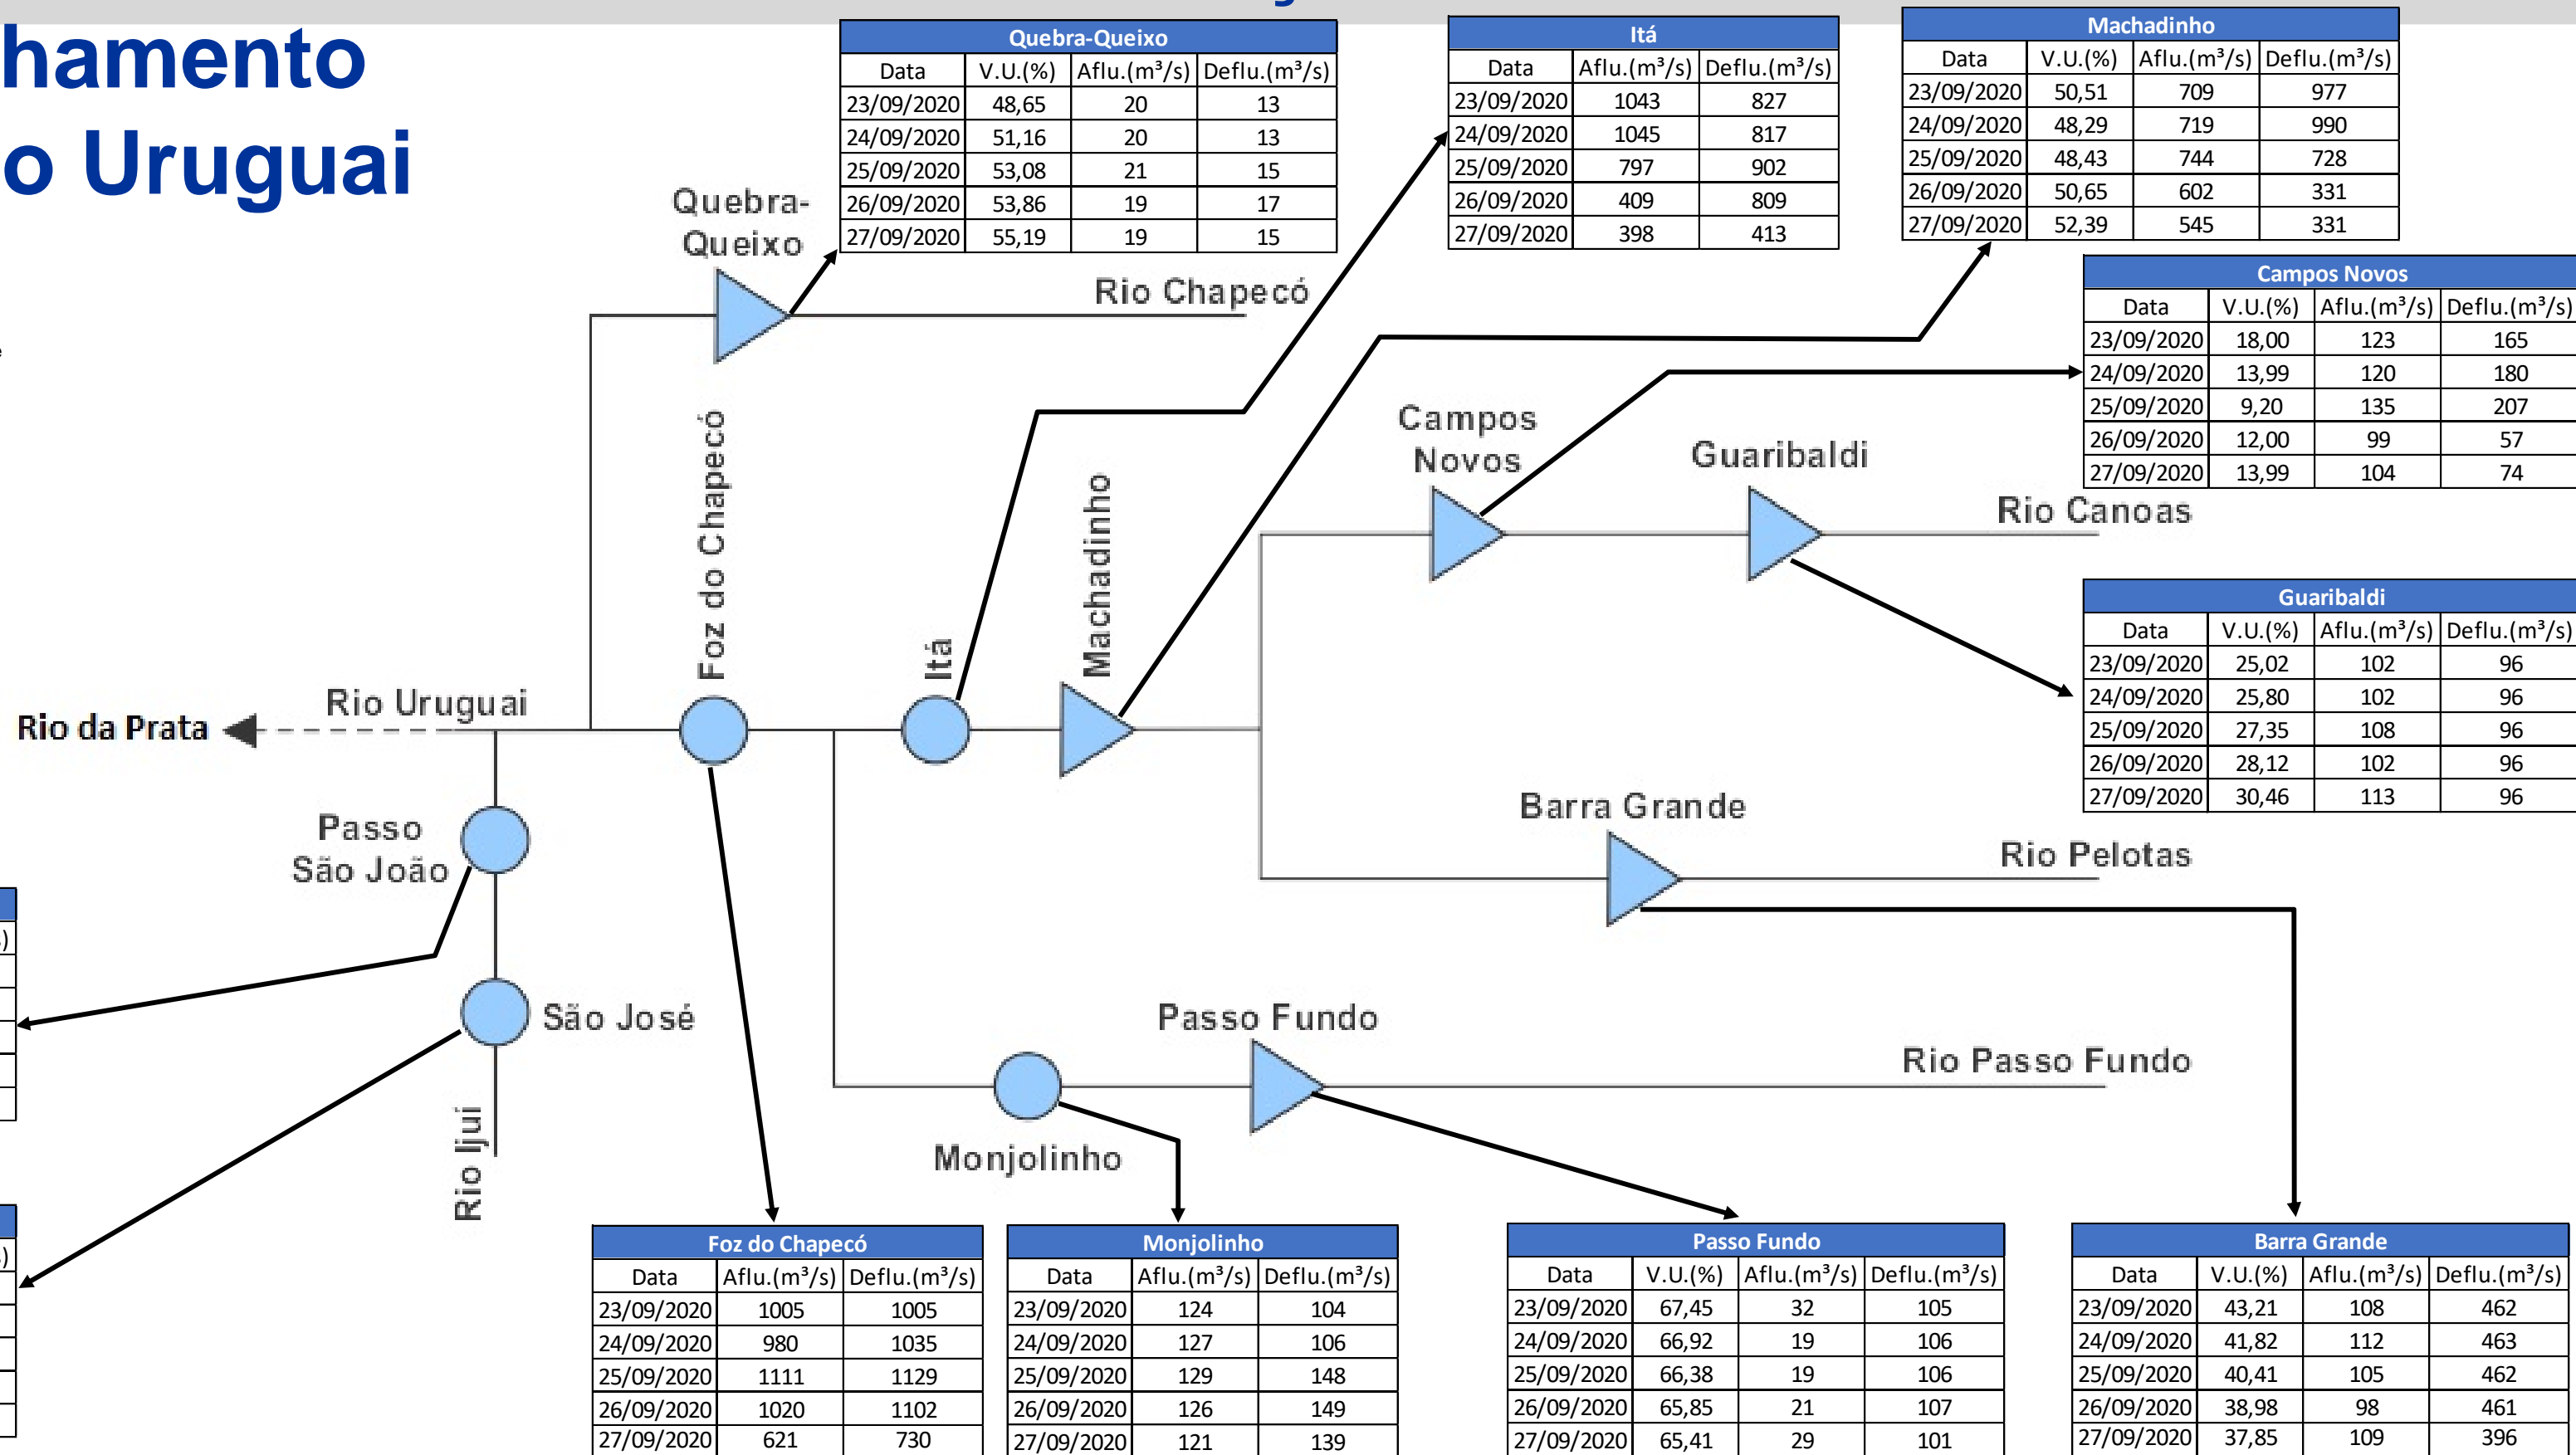 hamento
o Uruguai
Quebra-Queixo
Data V.U.(%) Aflu.(m³/s) Deflu.(m³/s)
23/09/2020 48,65 20 13
24/09/2020 51,16 20 13
25/09/2020 53,08 21 15
26/09/2020 53,86 19 17
27/09/2020 55,19 19 15
Itá
Data Aflu.(m³/s) Deflu.(m³/s)
23/09/2020 1043 827
24/09/2020 1045 817
25/09/2020 797 902
26/09/2020 409 809
27/09/2020 398 413
Machadinho
Data V.U.(%) Aflu.(m³/s) Deflu.(m³/s)
23/09/2020 50,51 709 977
24/09/2020 48,29 719 990
25/09/2020 48,43 744 728
26/09/2020 50,65 602 331
27/09/2020 52,39 545 331
Campos Novos
Data V.U.(%) Aflu.(m³/s) Deflu.(m³/s)
23/09/2020 18,00 123 165
24/09/2020 13,99 120 180
25/09/2020 9,20 135 207
26/09/2020 12,00 99 57
27/09/2020 13,99 104 74
Quebra-
Queixo
Rio Chapecó
Foz do Chapecó
Itá
Machadinho
Campos
Novos
Guaribaldi
Rio Canoas
Guaribaldi
Data V.U.(%) Aflu.(m³/s) Deflu.(m³/s)
23/09/2020 25,02 102 96
24/09/2020 25,80 102 96
25/09/2020 27,35 108 96
26/09/2020 28,12 102 96
27/09/2020 30,46 113 96
Rio da Prata
Rio Uruguai
Passo
São João
Barra Grande
Rio Pelotas
São José
Rio Ijui
Passo Fundo
Rio Passo Fundo
Monjolinho
Foz do Chapecó
Data Aflu.(m³/s) Deflu.(m³/s)
23/09/2020 1005 1005
24/09/2020 980 1035
25/09/2020 1111 1129
26/09/2020 1020 1102
27/09/2020 621 730
Monjolinho
Data Aflu.(m³/s) Deflu.(m³/s)
23/09/2020 124 104
24/09/2020 127 106
25/09/2020 129 148
26/09/2020 126 149
27/09/2020 121 139
Passo Fundo
Data V.U.(%) Aflu.(m³/s) Deflu.(m³/s)
23/09/2020 67,45 32 105
24/09/2020 66,92 19 106
25/09/2020 66,38 19 106
26/09/2020 65,85 21 107
27/09/2020 65,41 29 101
Barra Grande
Data V.U.(%) Aflu.(m³/s) Deflu.(m³/s)
23/09/2020 43,21 108 462
24/09/2020 41,82 112 463
25/09/2020 40,41 105 462
26/09/2020 38,98 98 461
27/09/2020 37,85 109 396